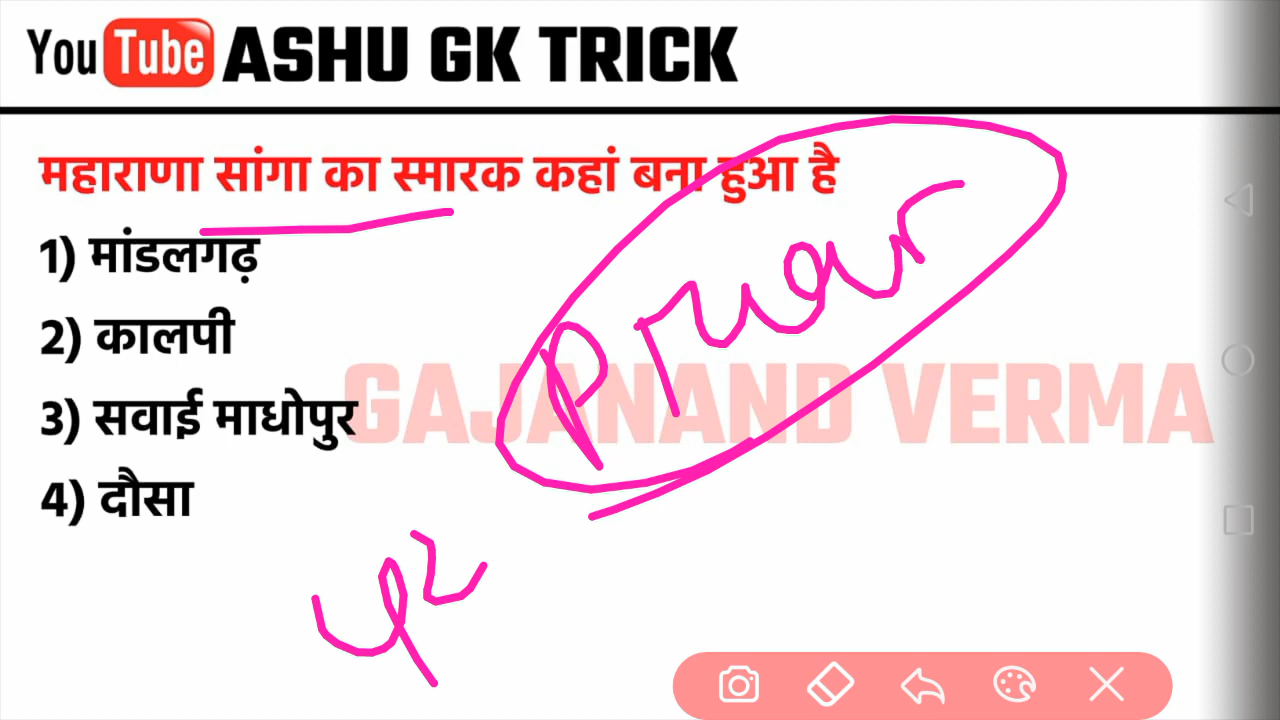 YouTube ASHU GK TRICK
महाराणा सांगा का स्मारक कहां बना हुआ है
1) मांडलगढ़
2) कालपी
3) सवाई माधोपुर
4) दौसा
GAJANAND VERMA